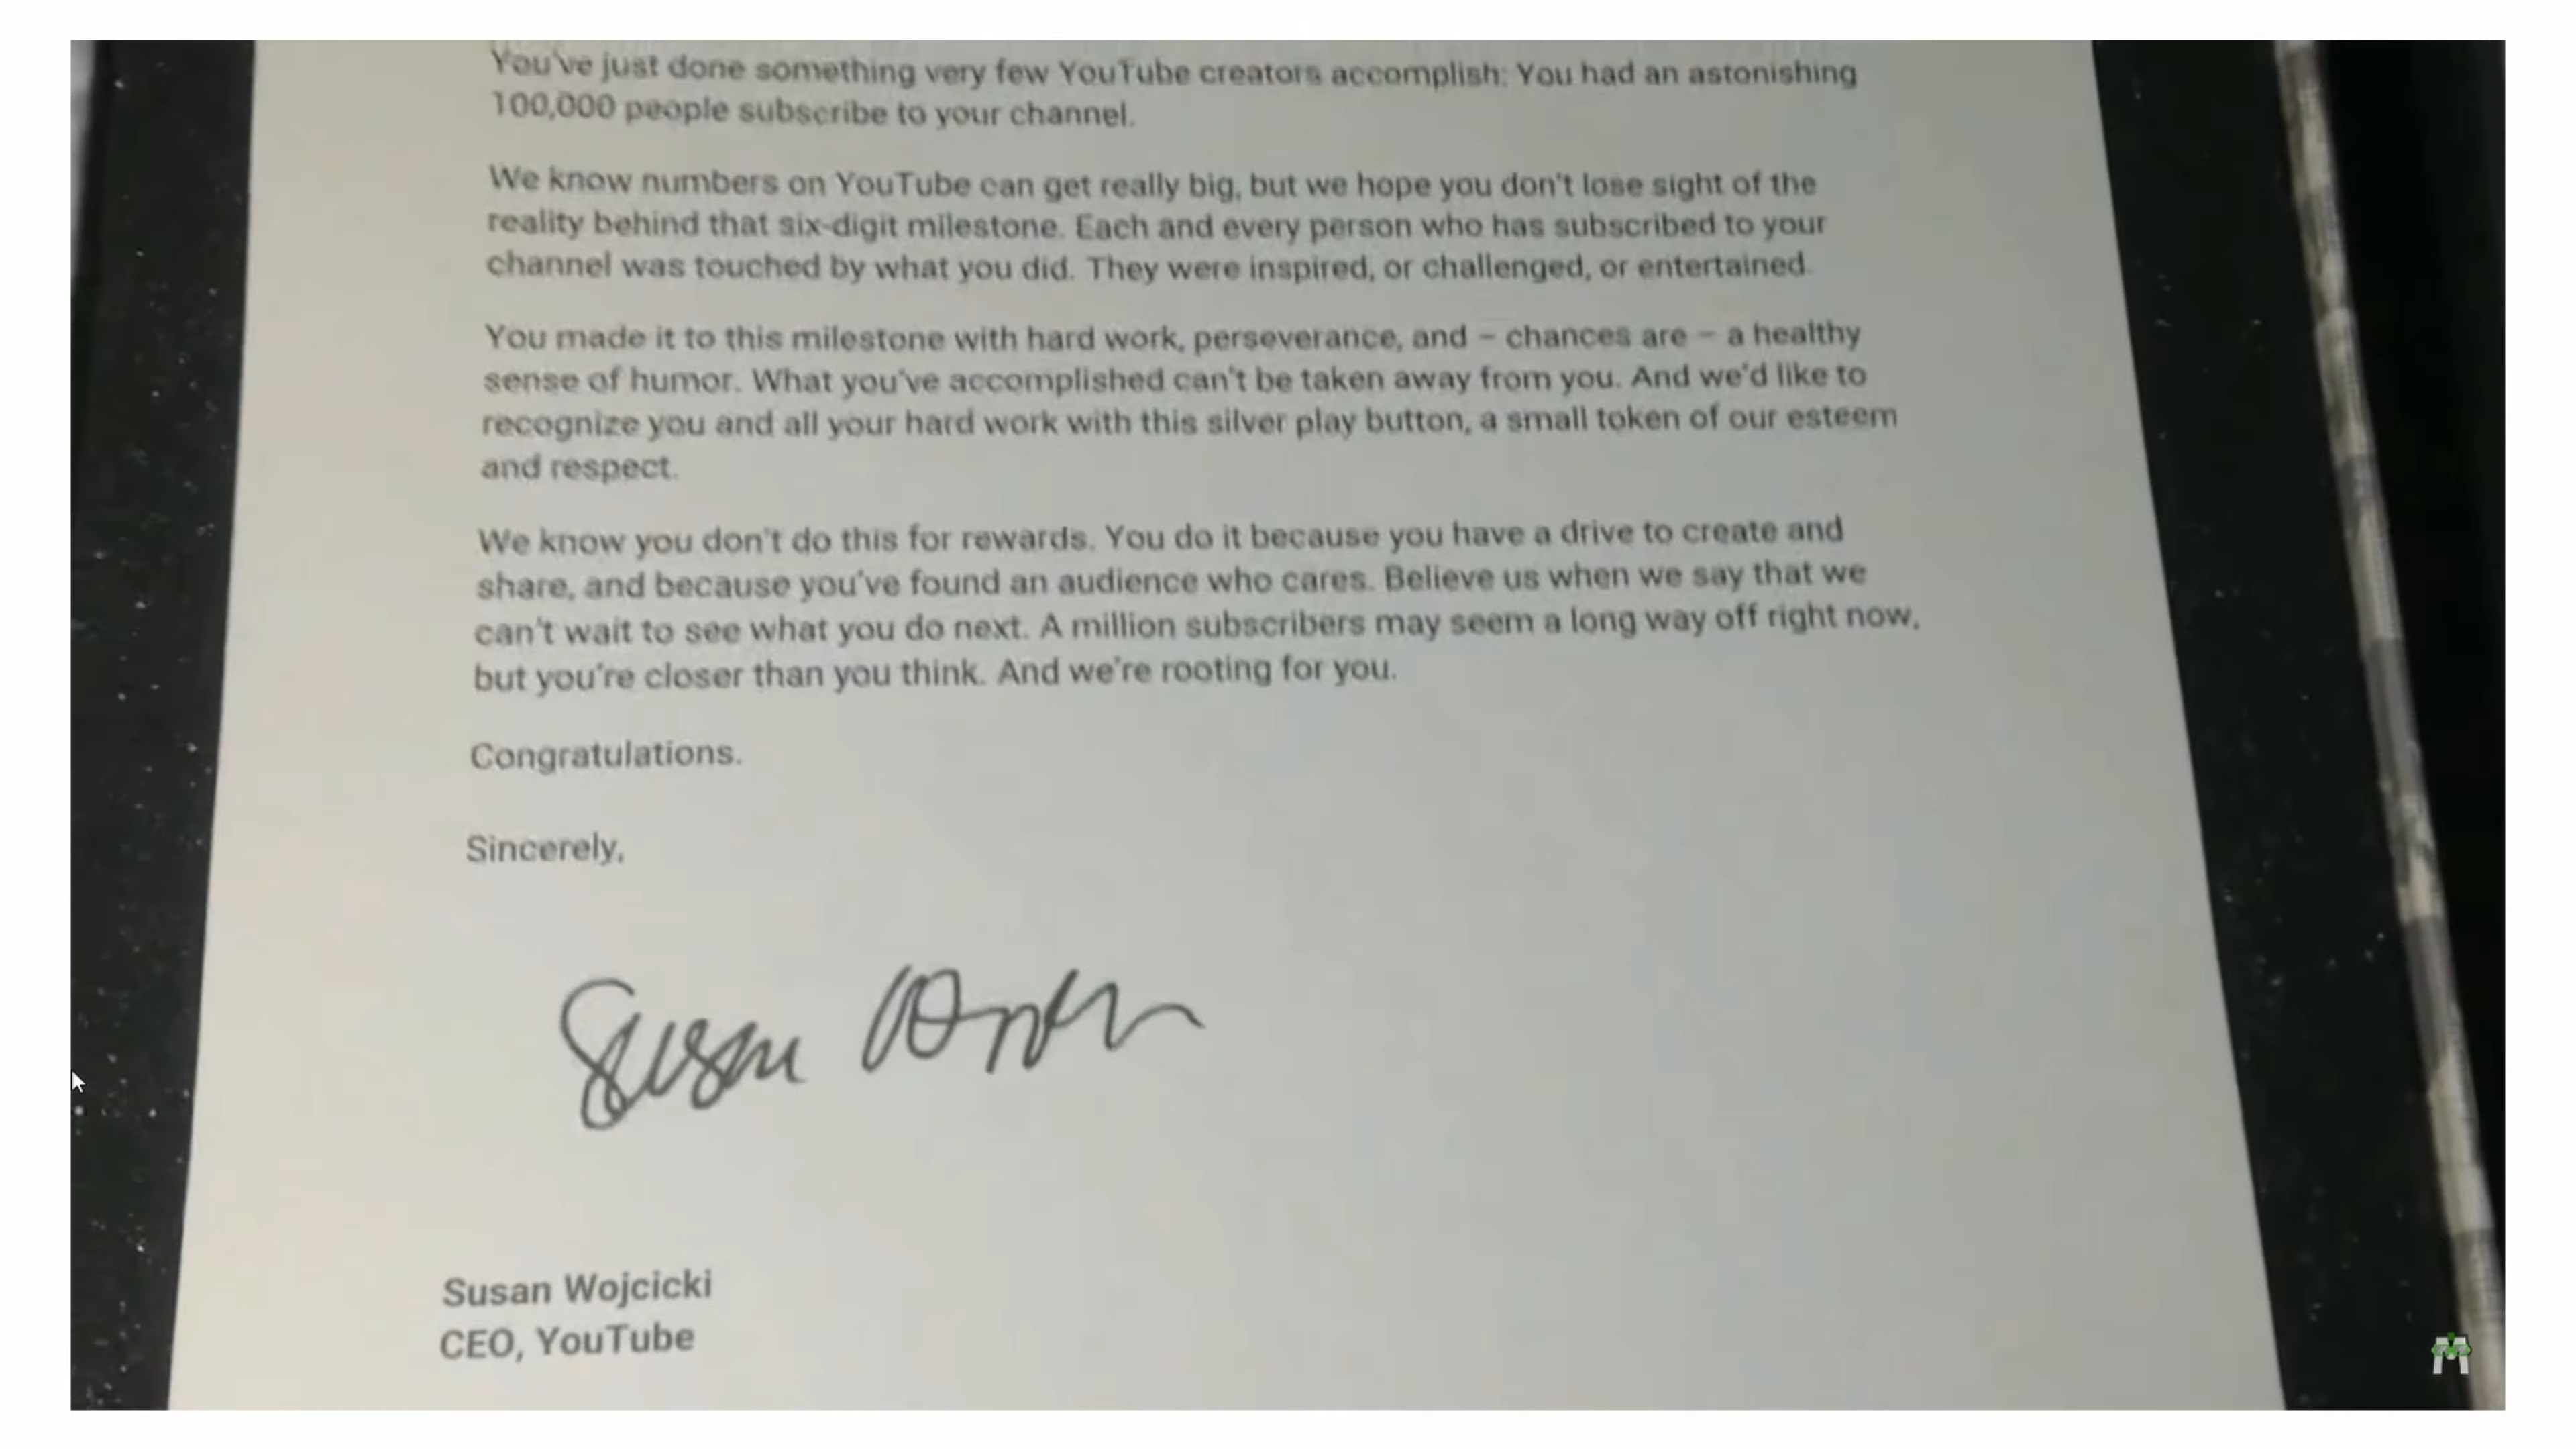 You've just done something very few YouTube creators accomplish: You had an astonishing
100,000 people subscribe to your channel.
We know numbers on YouTube can get really big, but we hope you don't lose sight of the
reality behind that six-digit milestone. Each and every person who has subscribed to your
channel was touched by what you did. They were inspired, or challenged, or entertained.
You made it to this milestone with hard work, perseverance, and – chances are – a healthy
sense of humor. What you've accomplished can't be taken away from you. And we'd like to
recognize you and all your hard work with this silver play button, a small token of our esteem
and respect.
We know you don't do this for rewards. You do it because you have a drive to create and
share, and because you've found an audience who cares. Believe us when we say that we
can't wait to see what you do next. A million subscribers may seem a long way off right now,
but you're closer than you think. And we're rooting for you.
Congratulations.
Sincerely,
Susan
Susan Wojcicki
CEO, YouTube